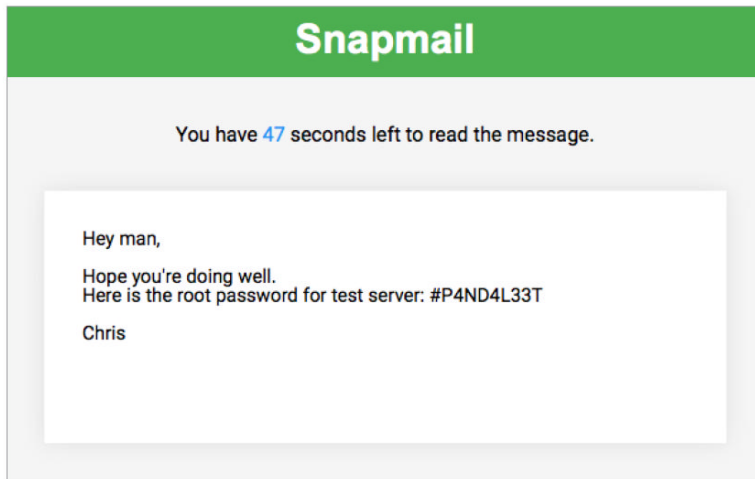 Snapmail
You have 47 seconds left to read the message.
Hey man,
Hope you're doing well.
Here is the root password for test server: #P4ND4L33T
Chris